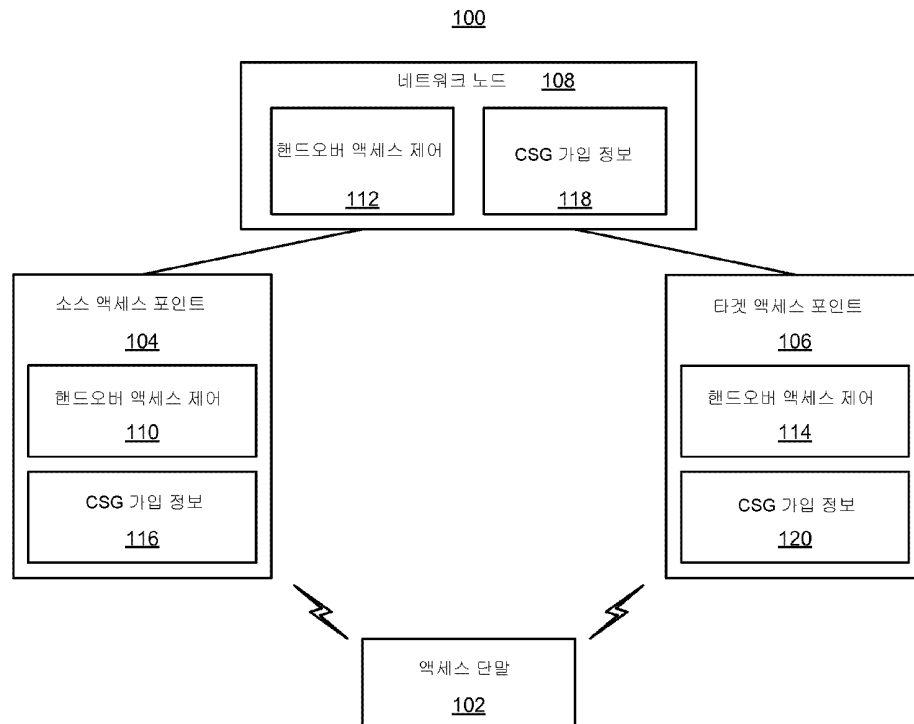 100
네트워크 노드 108
핸드오버 액세스 제어
112
CSG 가입 정보
118
소스 액세스 포인트
104
핸드오버 액세스 제어
110
CSG 가입 정보
116
타겟 액세스 포인트
106
핸드오버 액세스 제어
114
CSG 가입 정보
120
액세스 단말
102